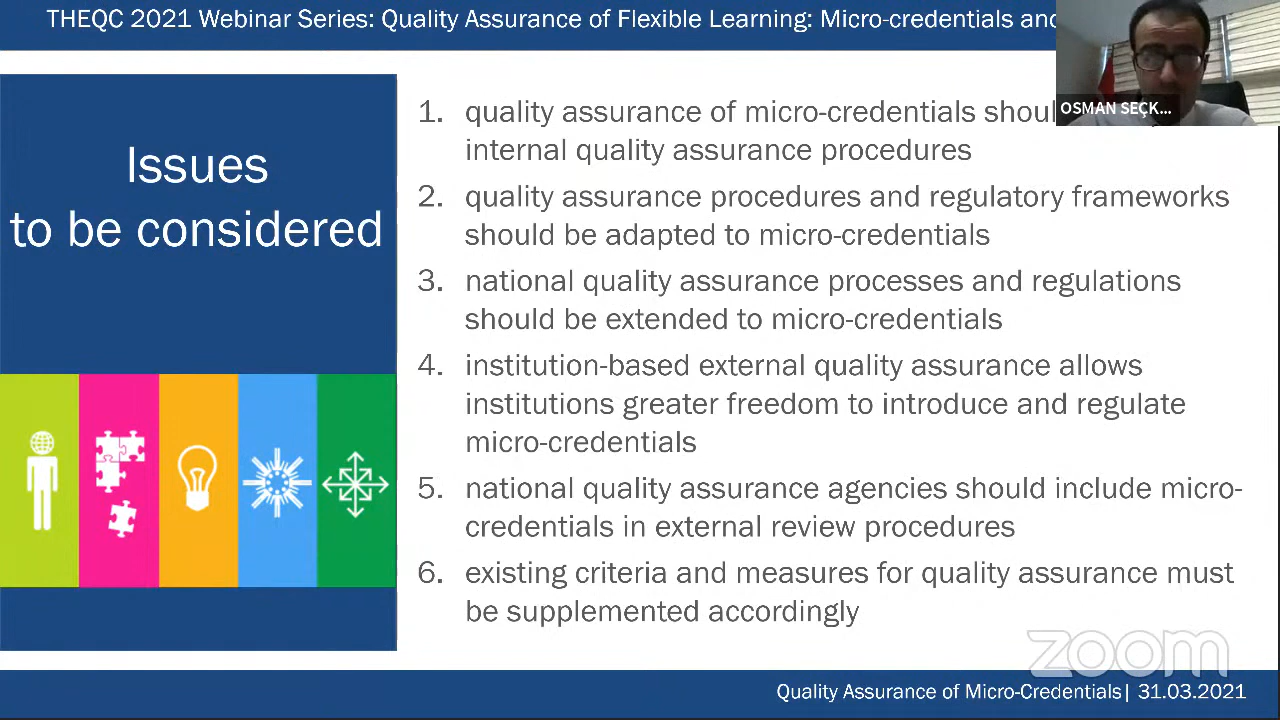 THEQC 2021 Webinar Series: Quality Assurance of Flexible Learning: Micro-credentials and
OSMAN SEÇK...
Issues
to be considered
1. quality assurance of micro-credentials
internal quality assurance procedures
2. quality assurance procedures and regulatory frameworks
should be adapted to micro-credentials
3. national quality assurance processes and regulations
should be extended to micro-credentials
4. institution-based external quality assurance allows
institutions greater freedom to introduce and regulate
micro-credentials
5. national quality assurance agencies should include micro-
credentials in external review procedures
6. existing criteria and measures for quality assurance must
be supplemented accordingly
zoom
Quality Assurance of Micro-Credentials| 31.03.2021